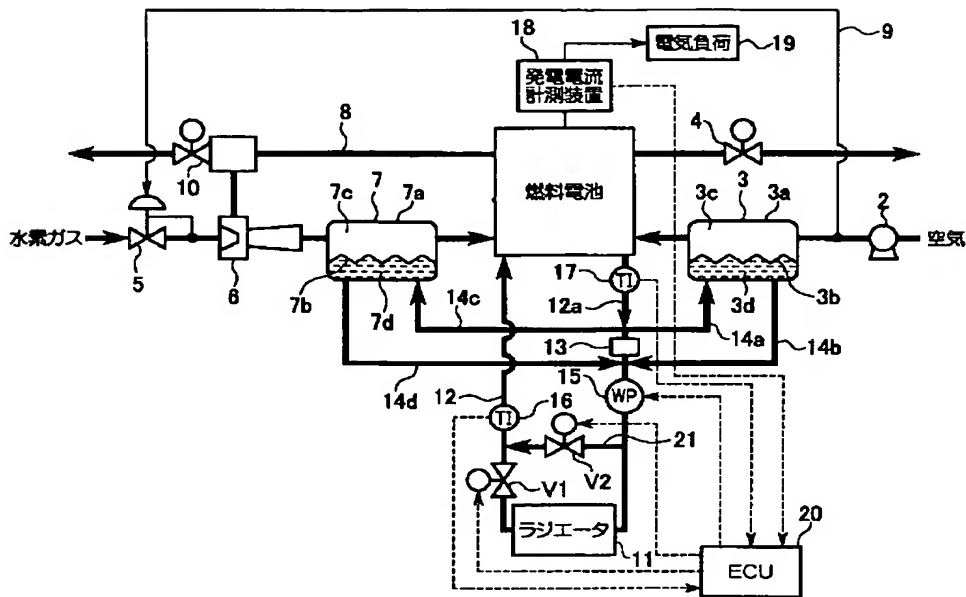 18
電気負荷
19
9
発電電流
計測装置
8
4
10
燃料電池
7
7c
7a
3
3c
3a
2
水素ガス
空気
5
6
17
TI
7b
7d
14c
12a
3d
3b
14a
13
14b
14d
12
15
WP
TI
16
21
V2
V1
20
ラジエータ
11
ECU